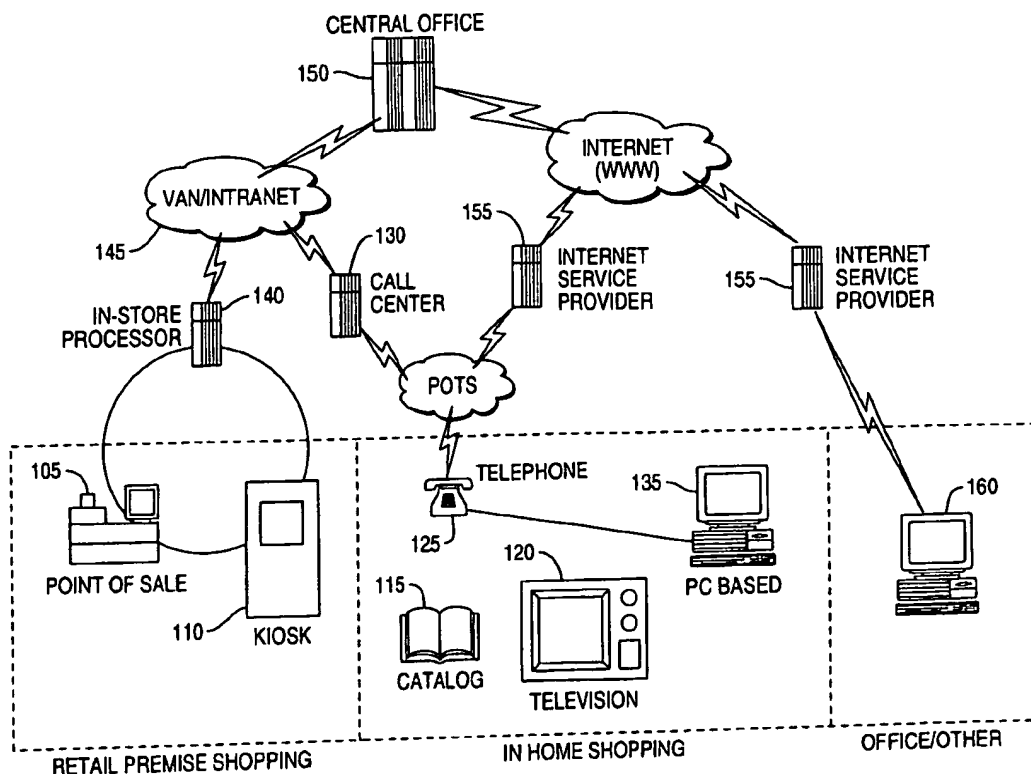 CENTRAL OFFICE
150
INTERNET
(WWW)
VAN/INTRANET
145
155
130
CALL
CENTER
INTERNET
SERVICE
PROVIDER
155
INTERNET
SERVICE
PROVIDER
140
IN-STORE
PROCESSOR
POTS
105
TELEPHONE
135
160
125
POINT OF SALE
120
PC BASED
115
110
KIOSK
CATALOG
TELEVISION
RETAIL PREMISE SHOPPING
IN HOME SHOPPING
OFFICE/OTHER